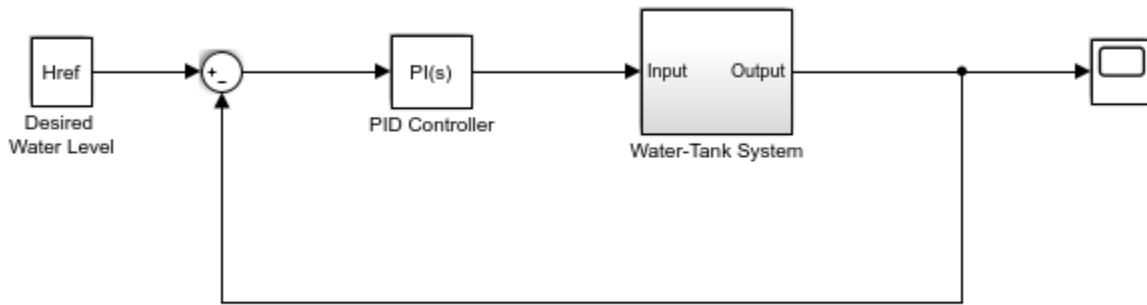 Href
+
-
PI(s)
Input
Output
Desired
Water Level
PID Controller
Water-Tank System